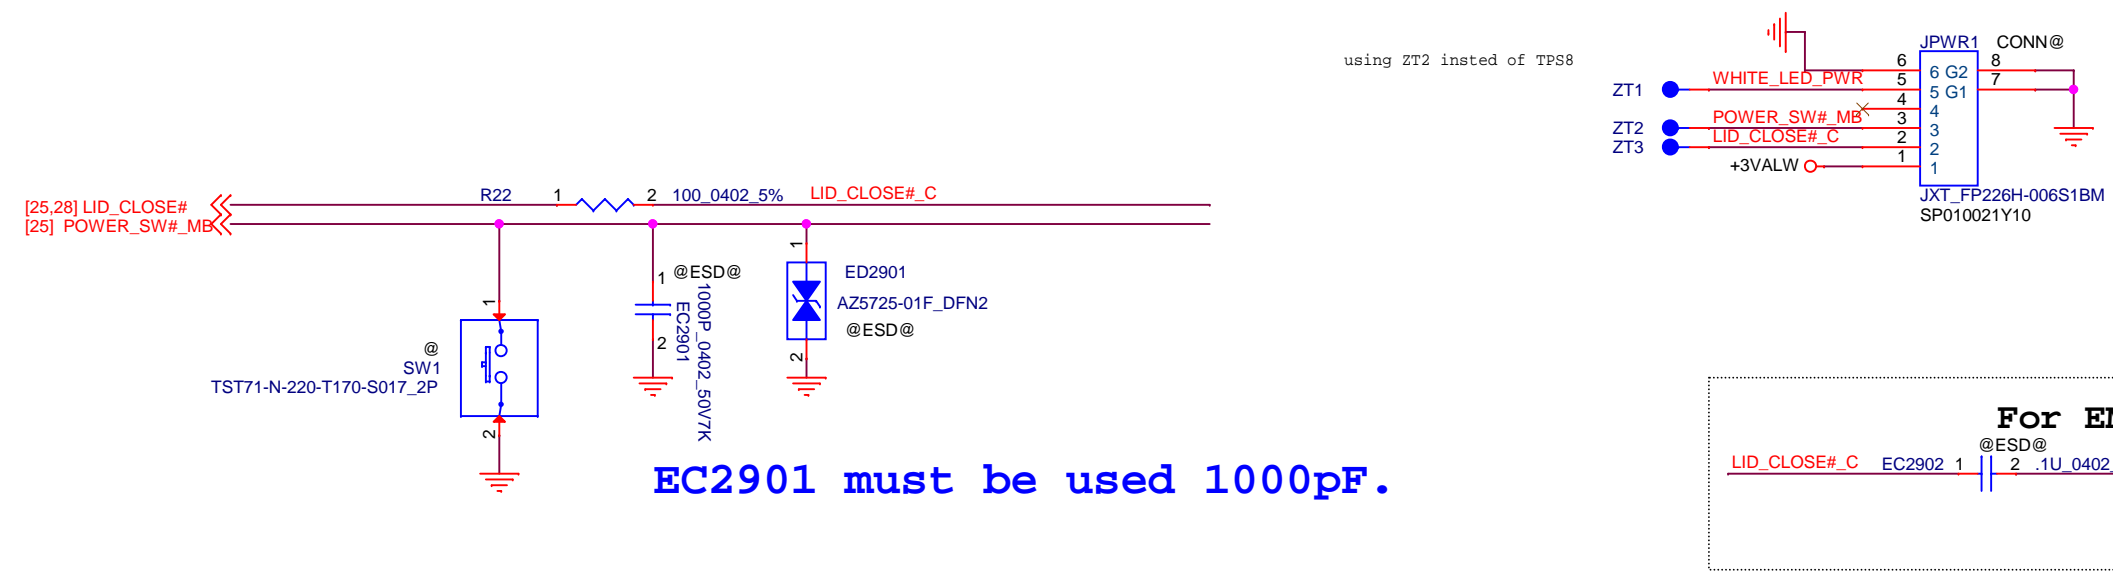 using ZT2 insted of TPS8
JPWR1 CONN@
ZT1 WHITE_LED_PWR
ZT2 POWER_SW#_MB
ZT3 LID_CLOSE#_C
+3VALW
6 6 G2 8
5 5 G1 7
4 4
3 3
2 2
1 1
JXT_FP226H-006S1BM
SP010021Y10
R22 1 2 100_0402_5% LID_CLOSE#_C
[25,28] LID_CLOSE#
[25] POWER_SW#_MB
1
@
SW1
TST71-N-220-T170-S017_2P
2
1 @ESD@
1000P_0402_50V7K
EC2901
2
1
ED2901
AZ5725-01F_DFN2
@ESD@
2
EC2901 must be used 1000pF.
For
@ESD@
LID_CLOSE#_C EC2902 1 2 .1U_0402_